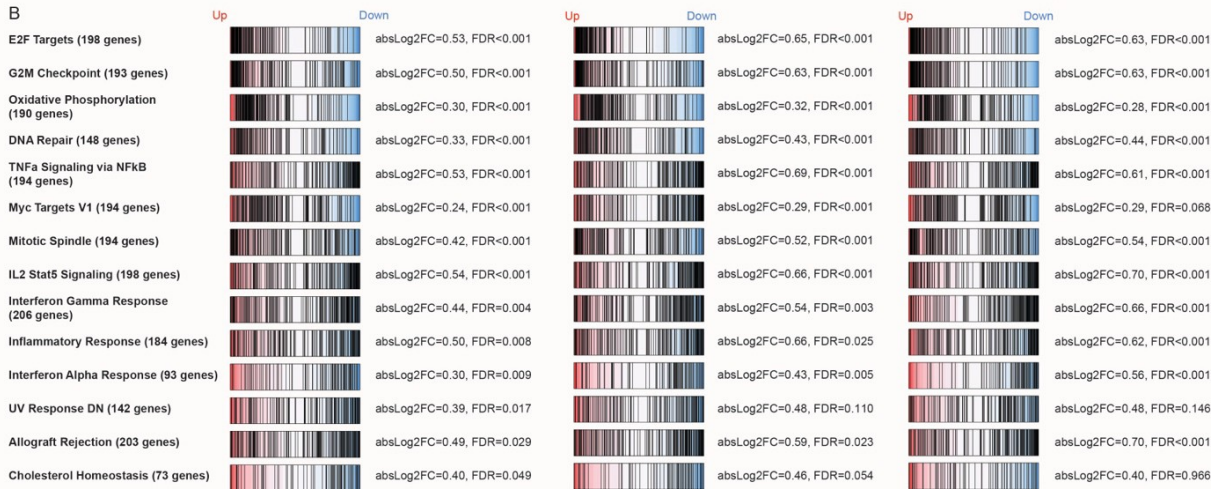 B
Up Down Up Down Up Down
E2F Targets (198 genes) absLog2FC=0.53, FDR<0.001 absLog2FC=0.65, FDR<0.001 absLog2FC=0.63, FDR<0.001
G2M Checkpoint (193 genes) absLog2FC=0.50, FDR<0.001 absLog2FC=0.63, FDR<0.001 absLog2FC=0.63, FDR<0.001
Oxidative Phosphorylation
(190 genes) absLog2FC=0.30, FDR<0.001 absLog2FC=0.32, FDR<0.001 absLog2FC=0.28, FDR<0.001
DNA Repair (148 genes) absLog2FC=0.33, FDR<0.001 absLog2FC=0.43, FDR<0.001 absLog2FC=0.44, FDR<0.001
TNFa Signaling via NFkB
(194 genes) absLog2FC=0.53, FDR<0.001 absLog2FC=0.69, FDR<0.001 absLog2FC=0.61, FDR<0.001
Myc Targets V1 (194 genes) absLog2FC=0.24, FDR<0.001 absLog2FC=0.29, FDR<0.001 absLog2FC=0.29, FDR=0.068
Mitotic Spindle (194 genes) absLog2FC=0.42, FDR<0.001 absLog2FC=0.52, FDR<0.001 absLog2FC=0.54, FDR<0.001
IL2 Stat5 Signaling (198 genes) absLog2FC=0.54, FDR<0.001 absLog2FC=0.66, FDR<0.001 absLog2FC=0.70, FDR<0.001
Interferon Gamma Response
(206 genes) absLog2FC=0.44, FDR=0.004 absLog2FC=0.54, FDR=0.003 absLog2FC=0.66, FDR<0.001
Inflammatory Response (184 genes) absLog2FC=0.50, FDR=0.008 absLog2FC=0.66, FDR=0.025 absLog2FC=0.62, FDR<0.001
Interferon Alpha Response (93 genes) absLog2FC=0.30, FDR=0.009 absLog2FC=0.43, FDR=0.005 absLog2FC=0.56, FDR<0.001
UV Response DN (142 genes) absLog2FC=0.39, FDR=0.017 absLog2FC=0.48, FDR=0.110 absLog2FC=0.48, FDR=0.146
Allograft Rejection (203 genes) absLog2FC=0.49, FDR=0.029 absLog2FC=0.59, FDR=0.023 absLog2FC=0.70, FDR<0.001
Cholesterol Homeostasis (73 genes) absLog2FC=0.40, FDR=0.049 absLog2FC=0.46, FDR=0.054 absLog2FC=0.40, FDR=0.966